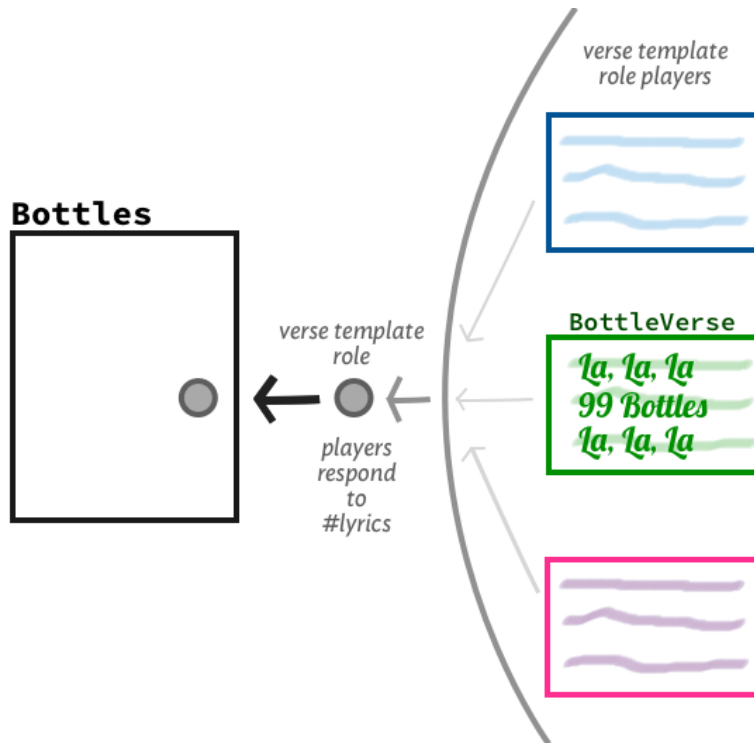 verse template
role players
Bottles
verse template
role
players
respond
to
#lyrics
BottleVerse
La, La, La
99 Bottles
La, La, La